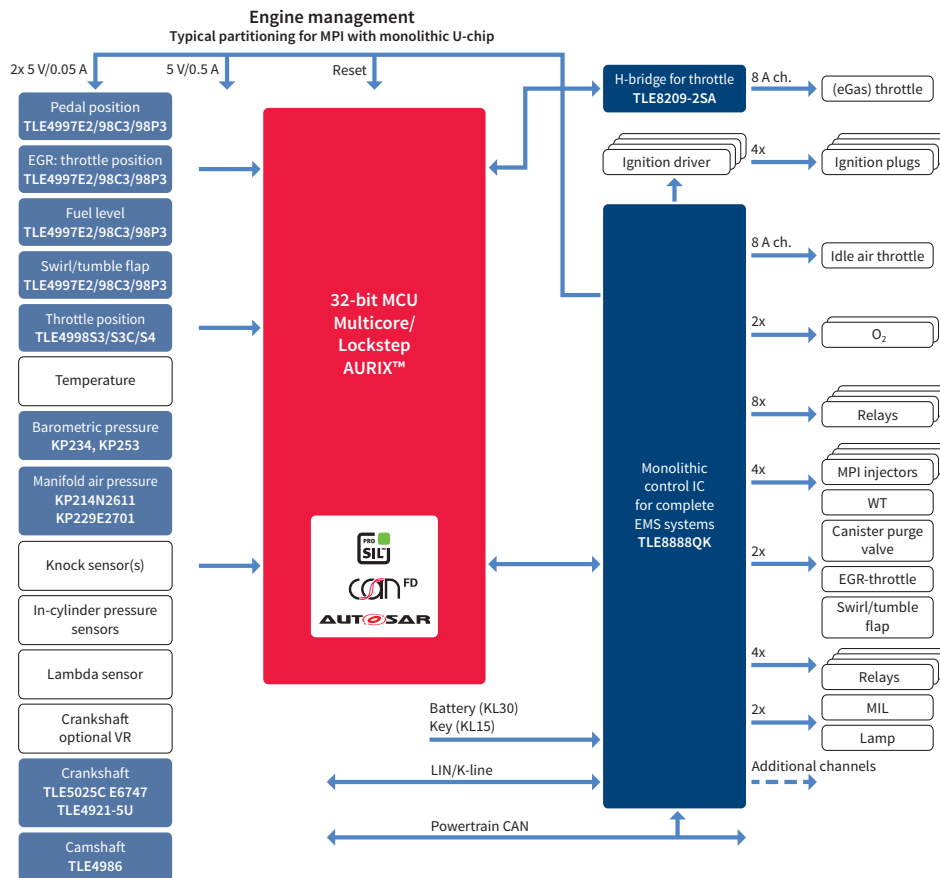 Engine management
Typical partitioning for MPI with monolithic U-chip
2x 5 V/0.05 A
5 V/0.5 A
Reset
Pedal position
TLE4997E2/98C3/98P3
EGR: throttle position
TLE4997E2/98C3/98P3
Fuel level
TLE4997E2/98C3/98P3
Swirl/tumble flap
TLE4997E2/98C3/98P3
Throttle position
TLE4998S3/S3C/S4
Temperature
Barometric pressure
KP234, KP253
Manifold air pressure
KP214N2611
KP229E2701
Knock sensor(s)
In-cylinder pressure
sensors
Lambda sensor
Crankshaft
optional VR
Crankshaft
TLE5025C E6747
TLE4921-5U
Camshaft
TLE4986
32-bit MCU
Multicore/
Lockstep
AURIX™
PRO
SIL
CAN FD
AUTOSAR
Battery (KL30)
Key (KL15)
LIN/K-line
Powertrain CAN
H-bridge for throttle
TLE8209-2SA
Ignition driver
Monolithic
control IC
for complete
EMS systems
TLE8888QK
8 A ch.
(eGas) throttle
4x
Ignition plugs
8 A ch.
Idle air throttle
2x
O₂
8x
Relays
4x
MPI injectors
WT
2x
Canister purge
valve
EGR-throttle
Swirl/tumble
flap
4x
Relays
2x
MIL
Lamp
Additional channels